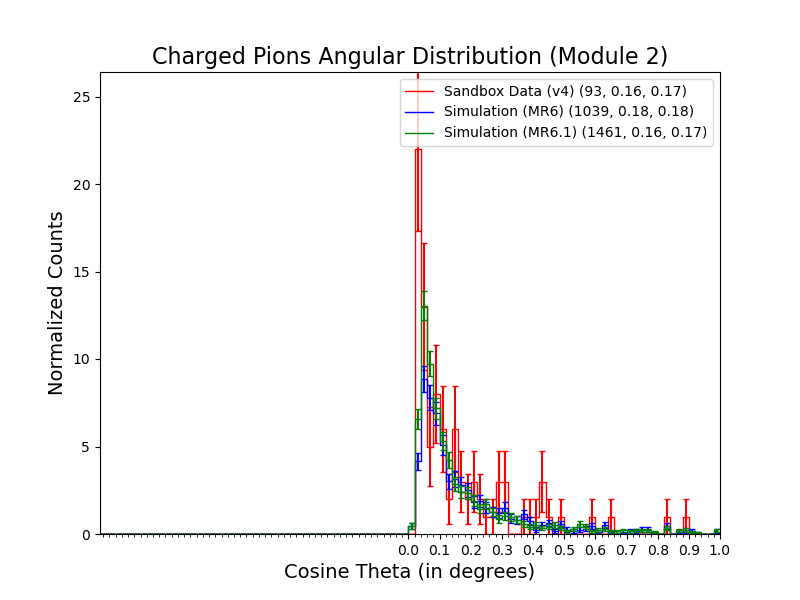 Charged Pions Angular Distribution (Module 2)
Sandbox Data (v4) (93, 0.16, 0.17)
Simulation (MR6) (1039, 0.18, 0.18)
Simulation (MR6.1) (1461, 0.16, 0.17)
Normalized Counts
25
20
15
10
5
0
0.0 0.1 0.2 0.3 0.4 0.5 0.6 0.7 0.8 0.9 1.0
Cosine Theta (in degrees)